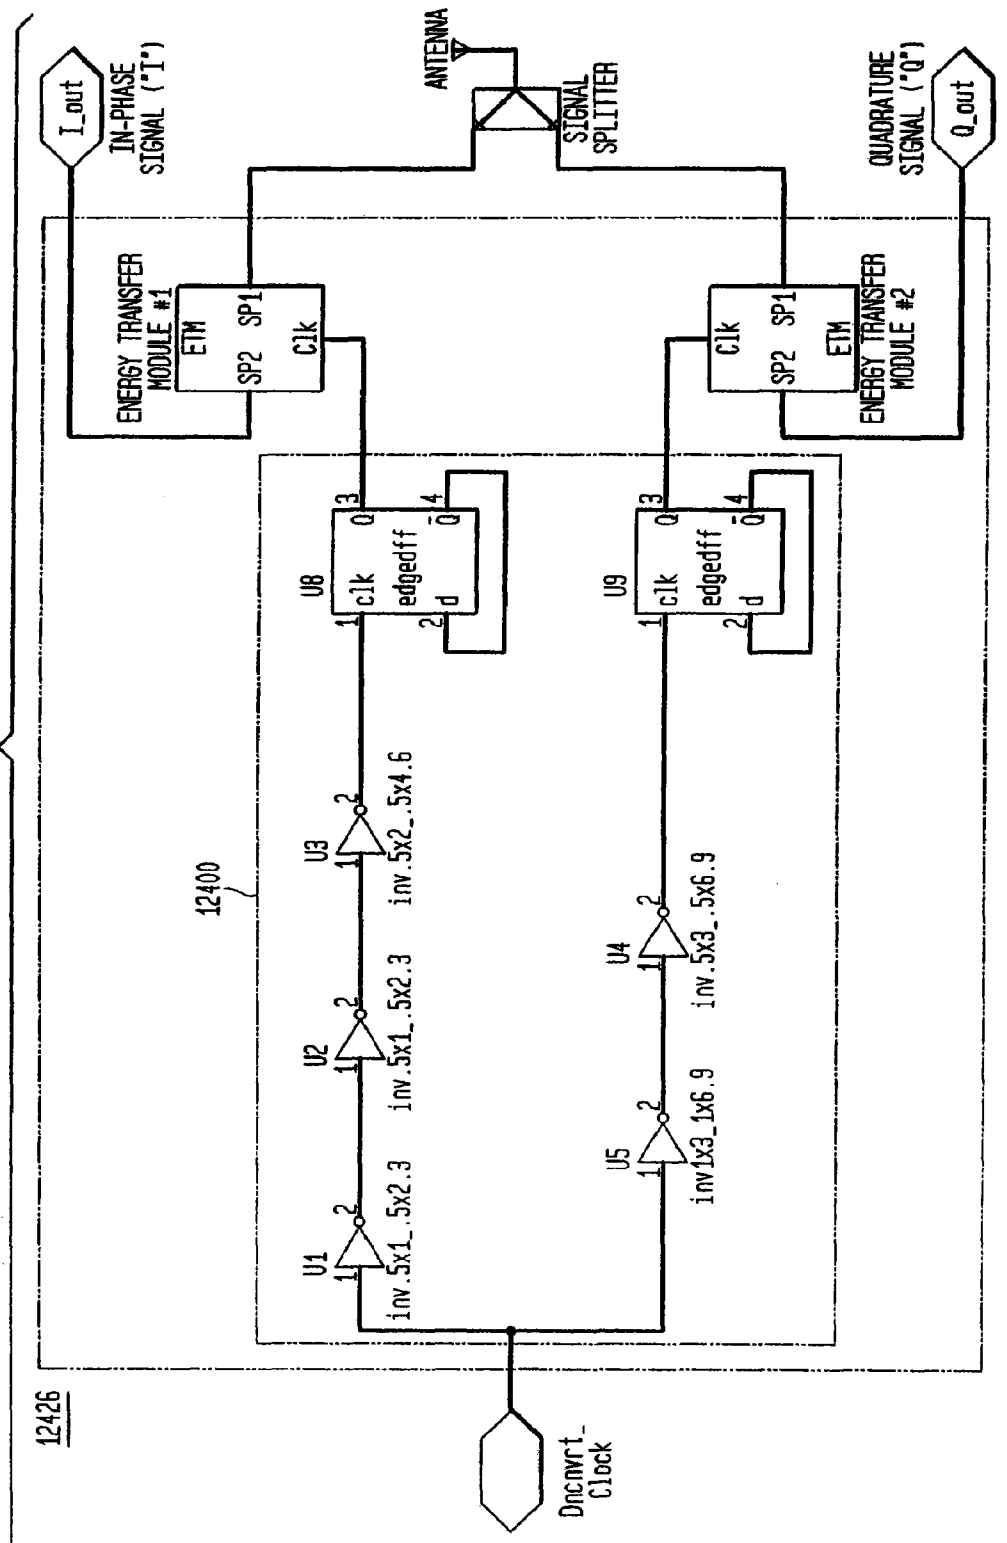 12426
I_out
IN-PHASE
SIGNAL ("I")
ENERGY TRANSFER
MODULE #1
ETM
SP2 SP1
Clk
ANTENNA
SIGNAL
SPLITTER
12400
U1
1 2
inv.5x1_.5x2.3
U2
1 2
inv.5x1_.5x2.3
U3
1 2
inv.5x2_.5x4.6
U8
1 clk Q 3
edgedff
2 d Q̅ 4
Dncnvrt_
Clock
U5
1 2
inv1x3_1x6.9
U4
1 2
inv.5x3_.5x6.9
U9
1 clk Q 3
edgedff
2 d Q̅ 4
Clk
SP2 SP1
ETM
ENERGY TRANSFER
MODULE #2
QUADRATURE
SIGNAL ("Q")
Q_out